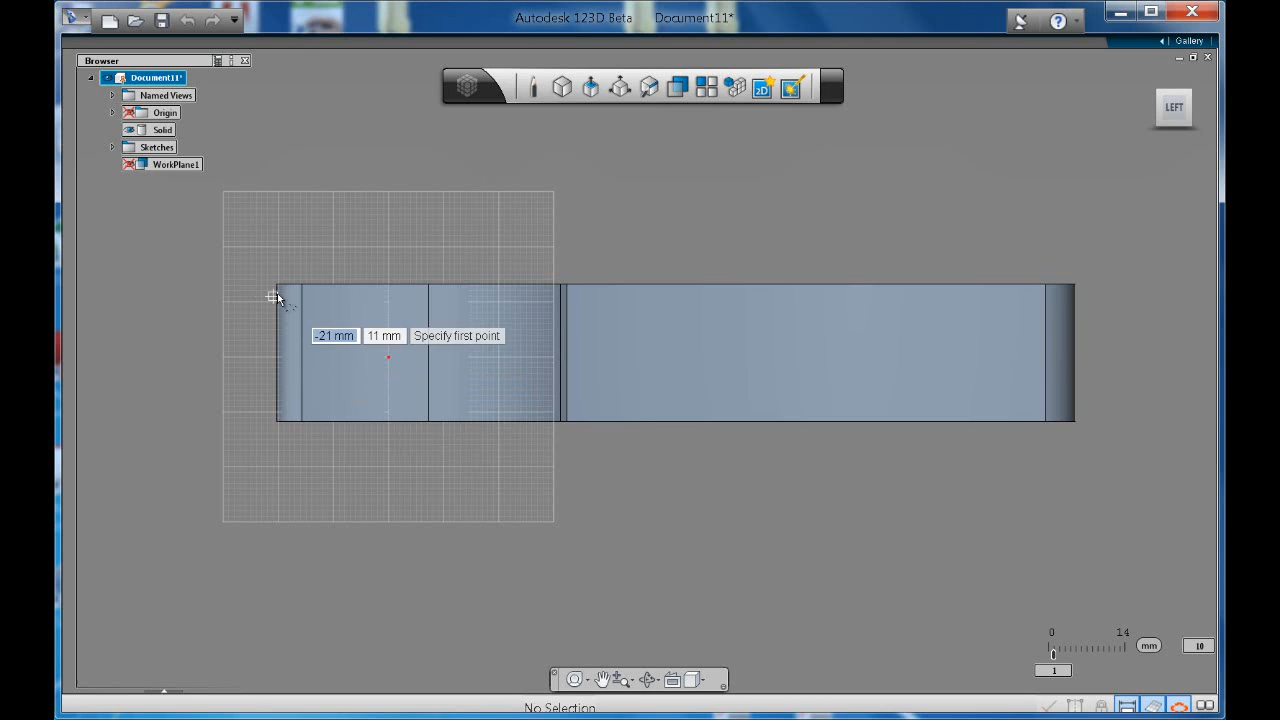 Autodesk 123D Beta Document11*
Gallery
Browser
Document11*
Named Views
Origin
Solid
Sketches
WorkPlane1
2D
LEFT
-21 mm 11 mm Specify first point
0 14
mm 10
1
No Selection